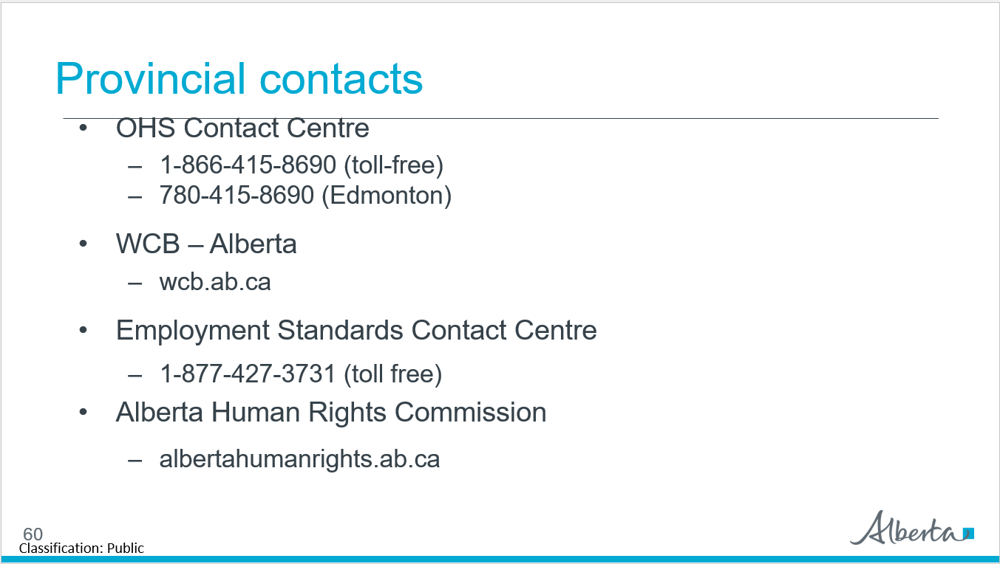 Provincial contacts
• OHS Contact Centre
– 1-866-415-8690 (toll-free)
– 780-415-8690 (Edmonton)
• WCB – Alberta
– wcb.ab.ca
• Employment Standards Contact Centre
– 1-877-427-3731 (toll free)
• Alberta Human Rights Commission
– albertahumanrights.ab.ca
60
Classification: Public
Alberta